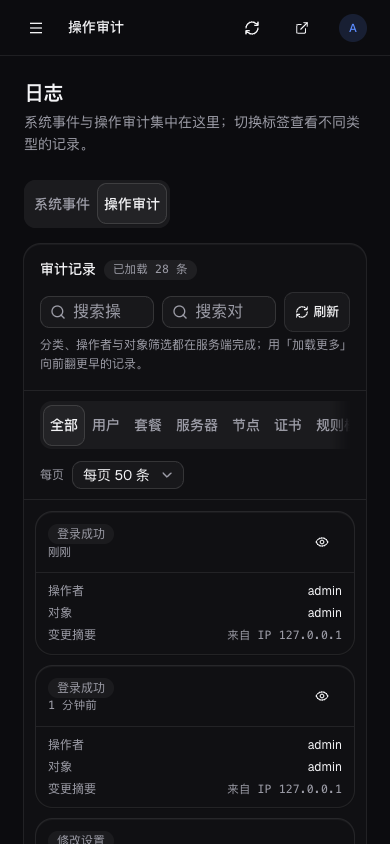 操作审计
A
日志
系统事件与操作审计集中在这里；切换标签查看不同类
型的记录。
系统事件 操作审计
审计记录 已加载 28 条
搜索操 搜索对 刷新
分类、操作者与对象筛选都在服务端完成；用「加载更多」
向前翻更早的记录。
全部 用户 套餐 服务器 节点 证书 规则
每页 每页 50 条
登录成功
刚刚
操作者 admin
对象 admin
变更摘要 来自 IP 127.0.0.1
登录成功
1 分钟前
操作者 admin
对象 admin
变更摘要 来自 IP 127.0.0.1
修改设置